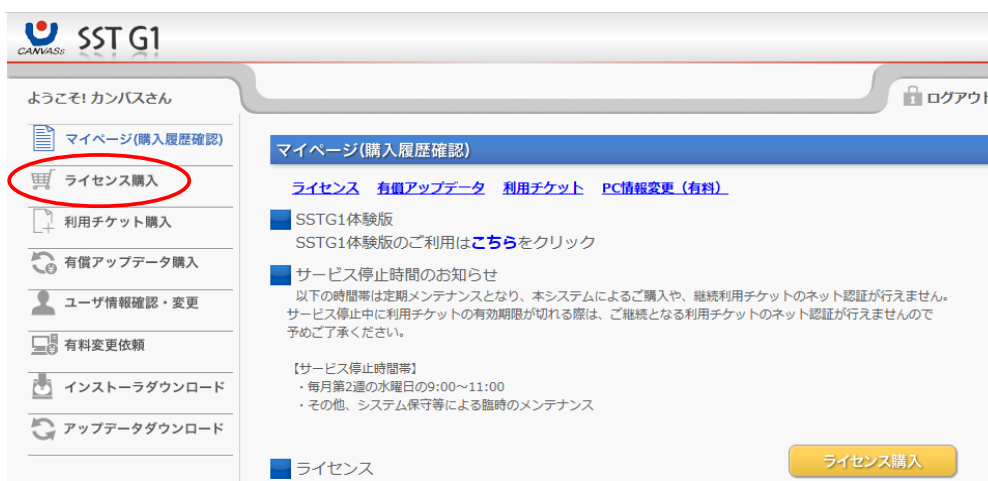 CANVASs
SST G1
ようこそ! カンバスさん
ログアウト
マイページ(購入履歴確認)
ライセンス購入
利用チケット購入
有償アップデータ購入
ユーザ情報確認・変更
有料変更依頼
インストーラダウンロード
アップデータダウンロード
マイページ(購入履歴確認)
ライセンス 有償アップデータ 利用チケット PC情報変更（有料）
SSTG1体験版
SSTG1体験版のご利用はこちらをクリック
サービス停止時間のお知らせ
以下の時間帯は定期メンテナンスとなり、本システムによるご購入や、継続利用チケットのネット認証が行えません。
サービス停止中に利用チケットの有効期限が切れる際は、ご継続となる利用チケットのネット認証が行えませんので
予めご了承ください。
【サービス停止時間帯】
・毎月第2週の水曜日の9:00～11:00
・その他、システム保守等による臨時のメンテナンス
ライセンス
ライセンス購入